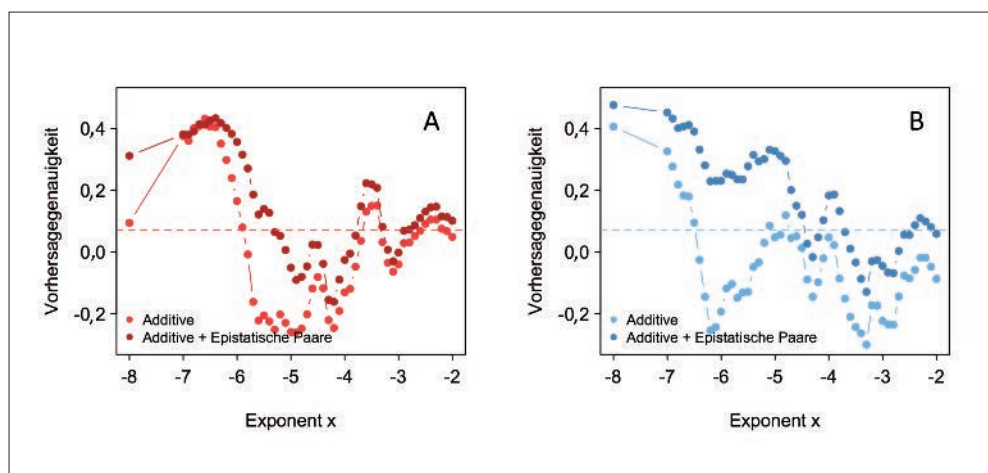 A
Vorhersagegenauigkeit
0,4
0,2
0,0
-0,2
Additive
Additive + Epistatische Paare
-8 -7 -6 -5 -4 -3 -2
Exponent x
B
Vorhersagegenauigkeit
0,4
0,2
0,0
-0,2
Additive
Additive + Epistatische Paare
-8 -7 -6 -5 -4 -3 -2
Exponent x